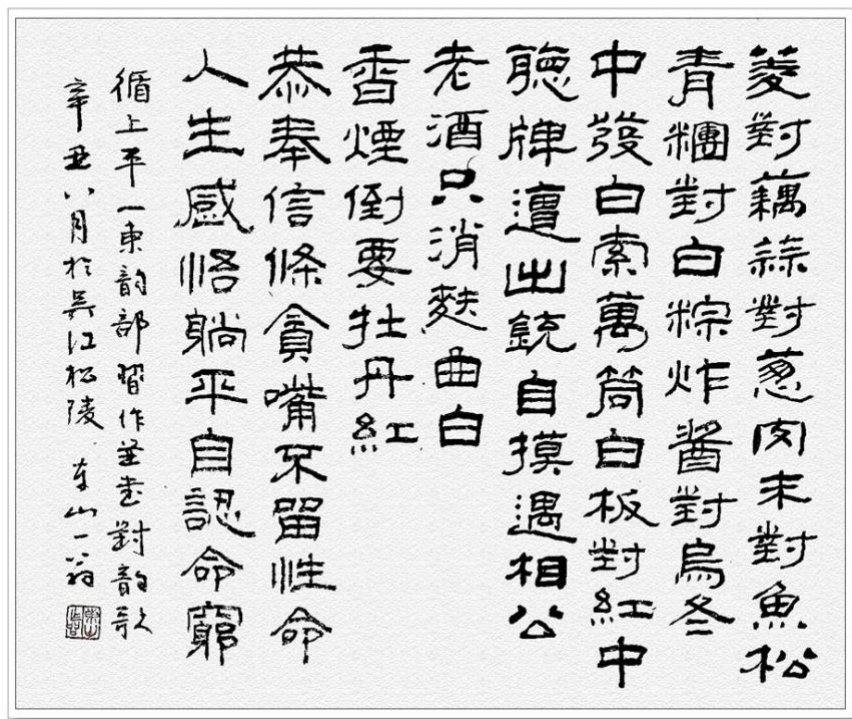 菱對藕蒜對葱肉末對魚松
青糰對白粽炸醬對烏冬
中發白索萬筒白板對紅中
聽牌遭出銃自摸遇相公
老酒只消麩曲白
香煙倒要牡丹紅
恭奉信條貪嘴不留性命
人生感悟躺平自認命窮
循上平一東韵部習作並書對韵歌
辛丑八月於吴江松陵 東山一翁